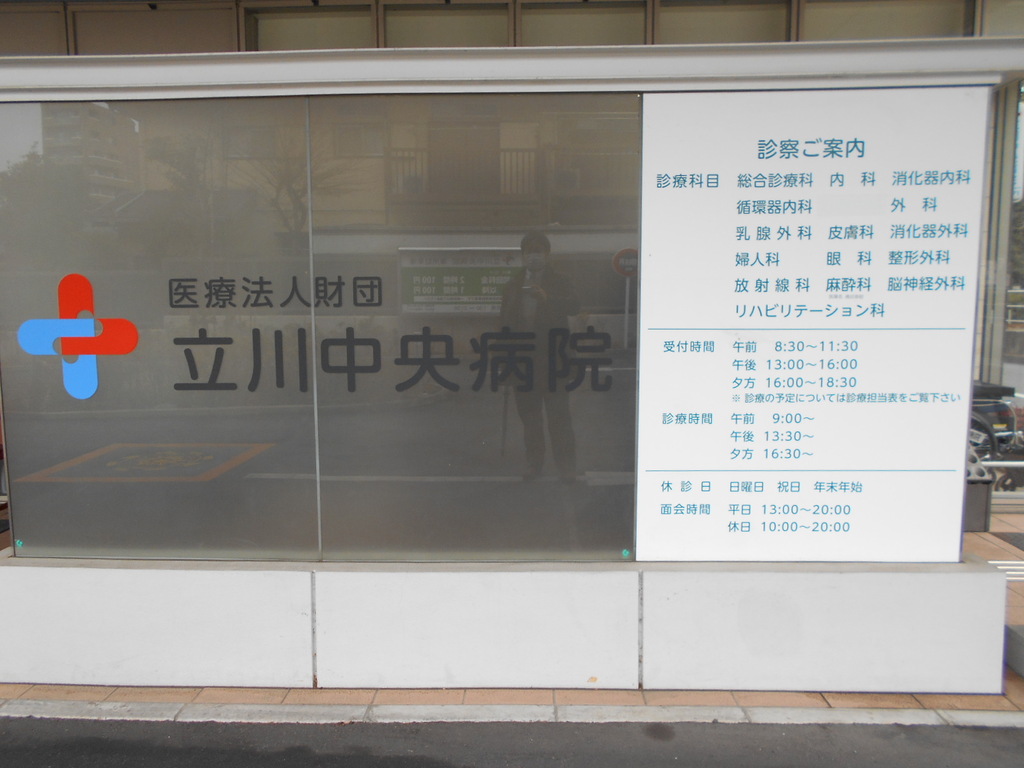 医療法人財団
立川中央病院
診察ご案内
診療科目 総合診療科 内 科 消化器内科
循環器内科 外 科
乳腺外科 皮膚科 消化器外科
婦人科 眼 科 整形外科
放射線科 麻酔科 脳神経外科
リハビリテーション科
受付時間 午前 8:30～11:30
午後 13:00～16:00
夕方 16:00～18:30
※ 診療の予定については診療担当表をご覧下さい
診療時間 午前 9:00～
午後 13:30～
夕方 16:30～
休 診 日 日曜日 祝日 年末年始
面会時間 平日 13:00～20:00
休日 10:00～20:00